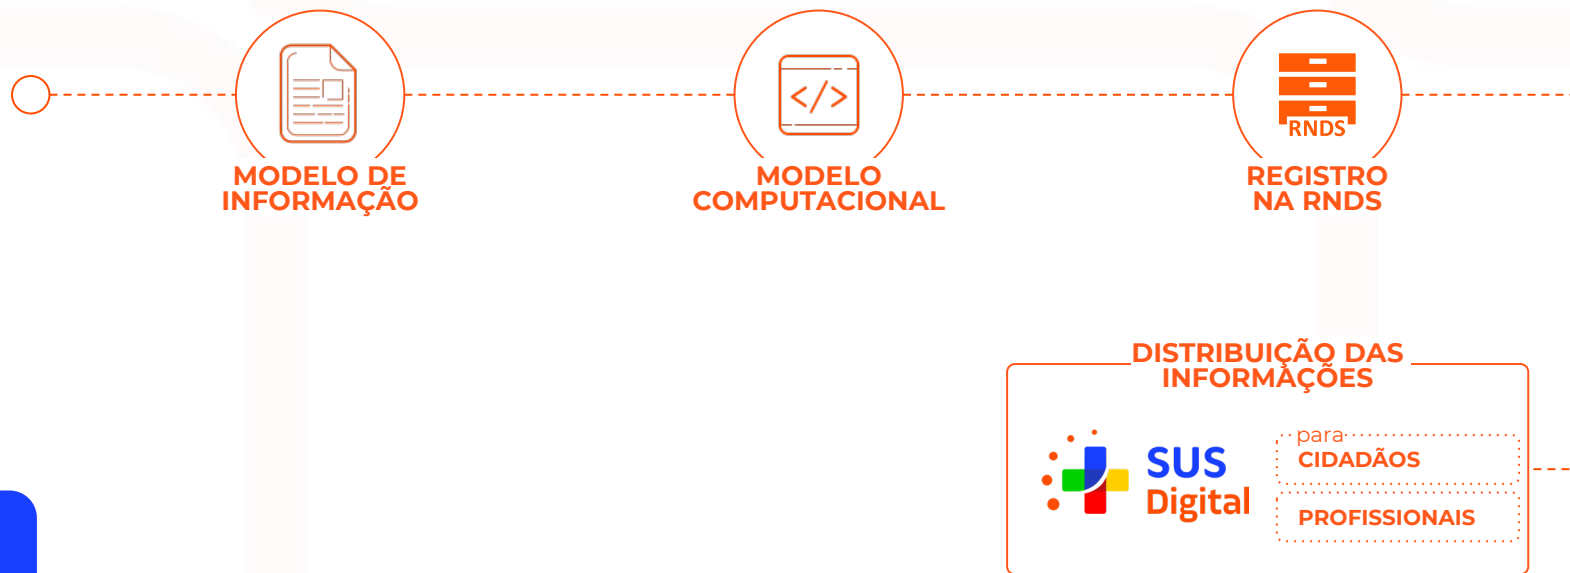 MODELO DE
INFORMAÇÃO
</>
MODELO
COMPUTACIONAL
RNDS
REGISTRO
NA RNDS
DISTRIBUIÇÃO DAS
INFORMAÇÕES
SUS
Digital
para
CIDADÃOS
PROFISSIONAIS